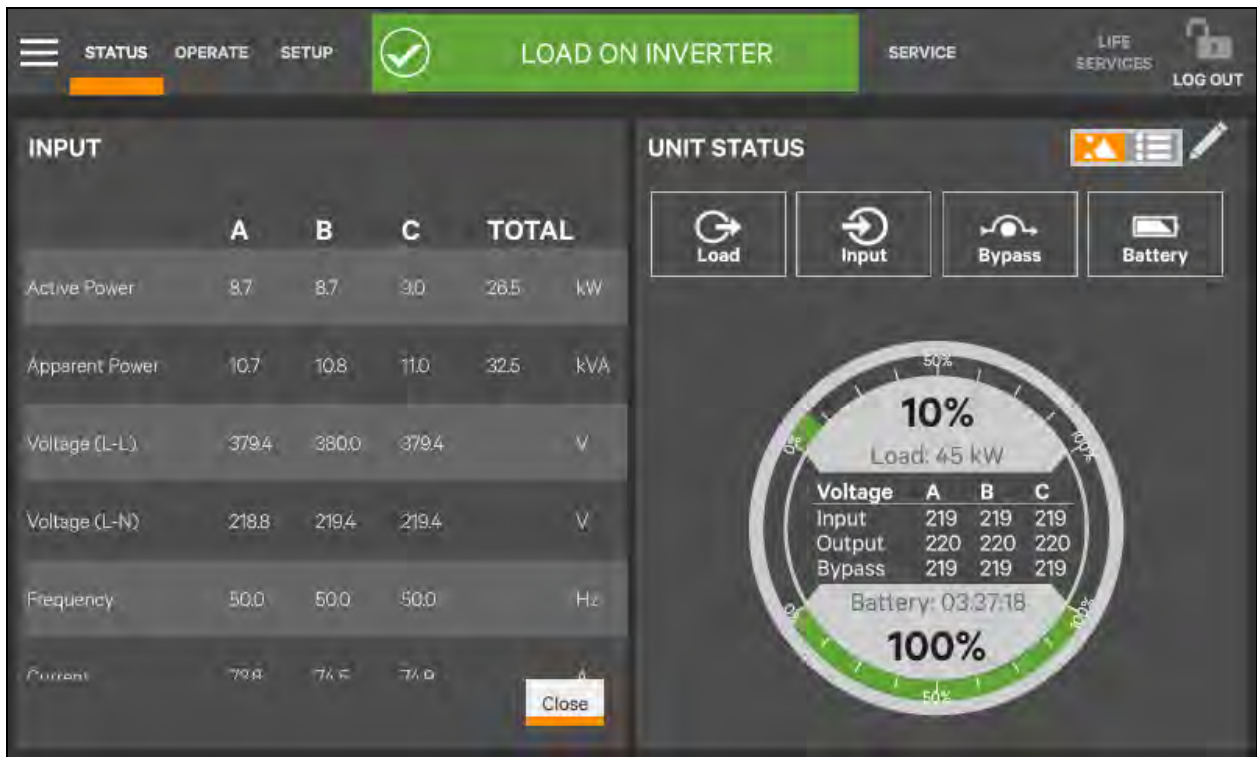 STATUS OPERATE SETUP LOAD ON INVERTER SERVICE LIFE SERVICES LOG OUT
INPUT
A B C TOTAL
Active Power 8.7 8.7 9.0 26.5 kW
Apparent Power 10.7 10.8 11.0 32.5 kVA
Voltage (L-L) 379.4 380.0 379.4 V
Voltage (L-N) 218.8 219.4 219.4 V
Frequency 50.0 50.0 50.0 Hz
Current A
Close
UNIT STATUS
Load Input Bypass Battery
50%
0% 100%
10%
Load: 45 kW
Voltage A B C
Input 219 219 219
Output 220 220 220
Bypass 219 219 219
Battery: 03:37:18
0% 100%
100%
50%